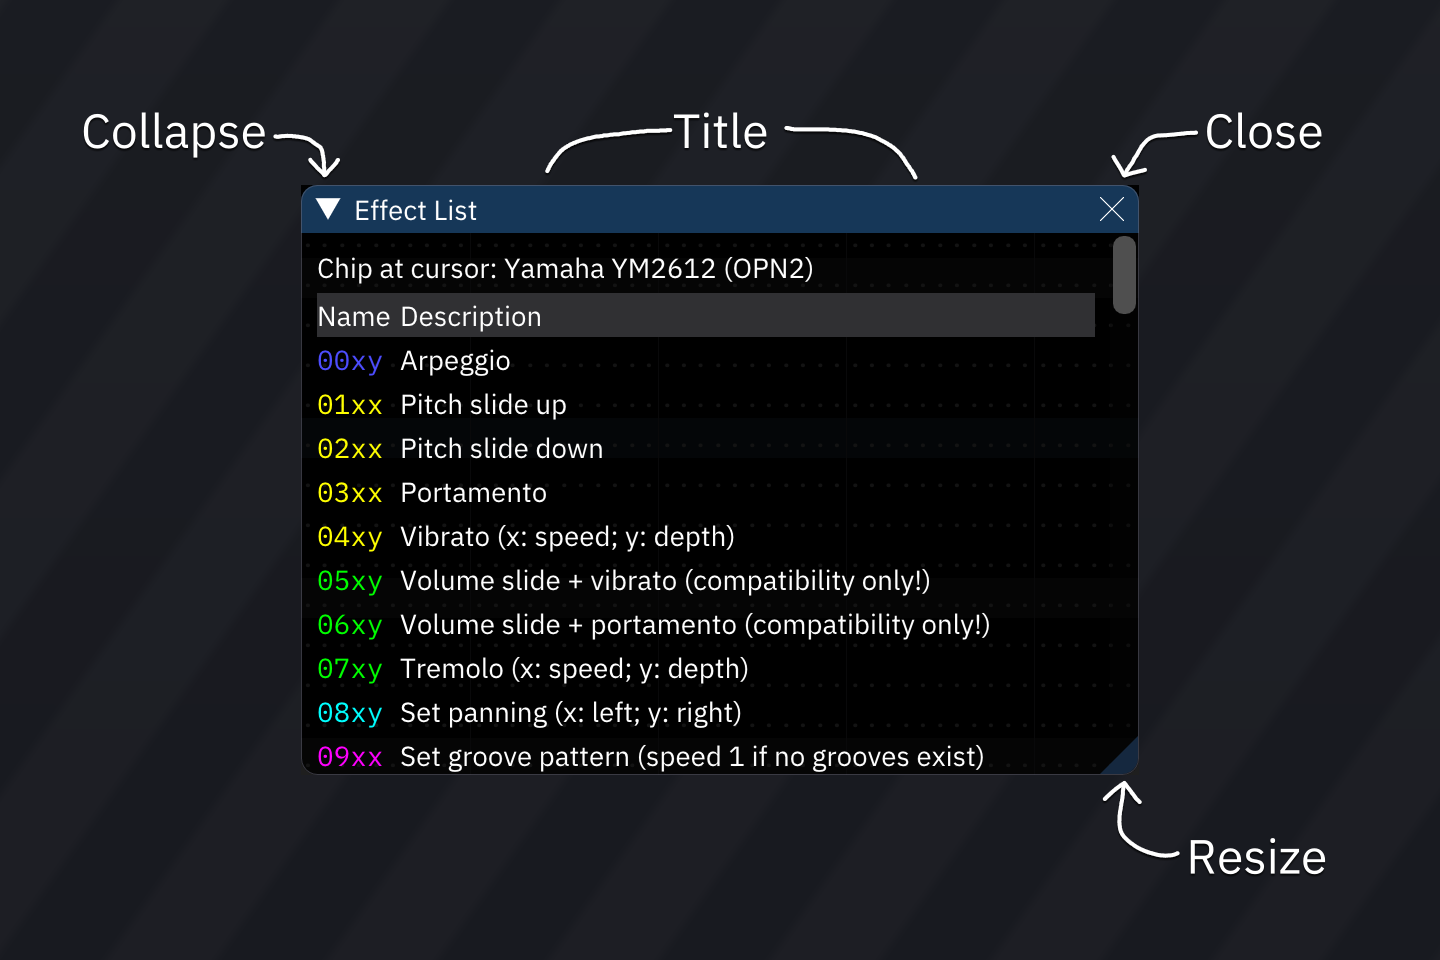 Collapse
Title
Close
Effect List
Chip at cursor: Yamaha YM2612 (OPN2)
Name Description
00xy Arpeggio
01xx Pitch slide up
02xx Pitch slide down
03xx Portamento
04xy Vibrato (x: speed; y: depth)
05xy Volume slide + vibrato (compatibility only!)
06xy Volume slide + portamento (compatibility only!)
07xy Tremolo (x: speed; y: depth)
08xy Set panning (x: left; y: right)
09xx Set groove pattern (speed 1 if no grooves exist)
Resize